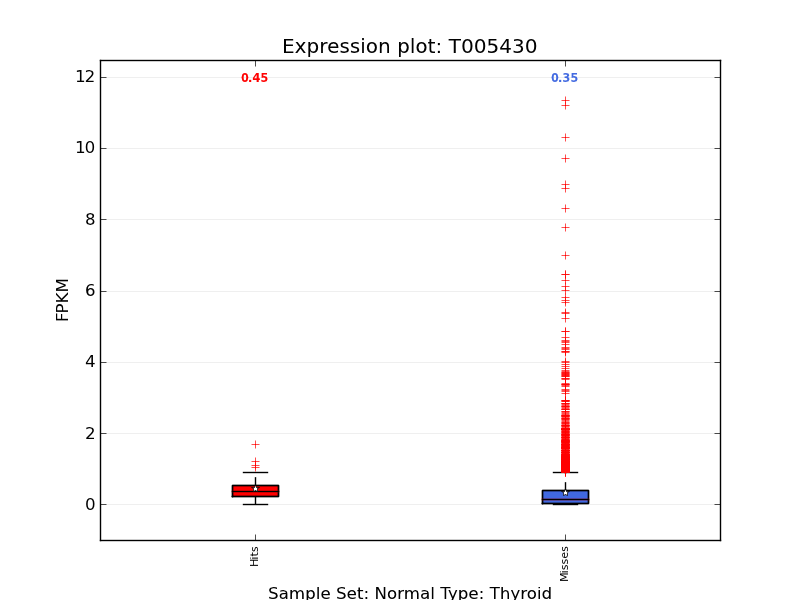 Expression plot: T005430
0.45
0.35
12
10
8
6
4
2
0
FPKM
Hits
Misses
Sample Set: Normal Type: Thyroid